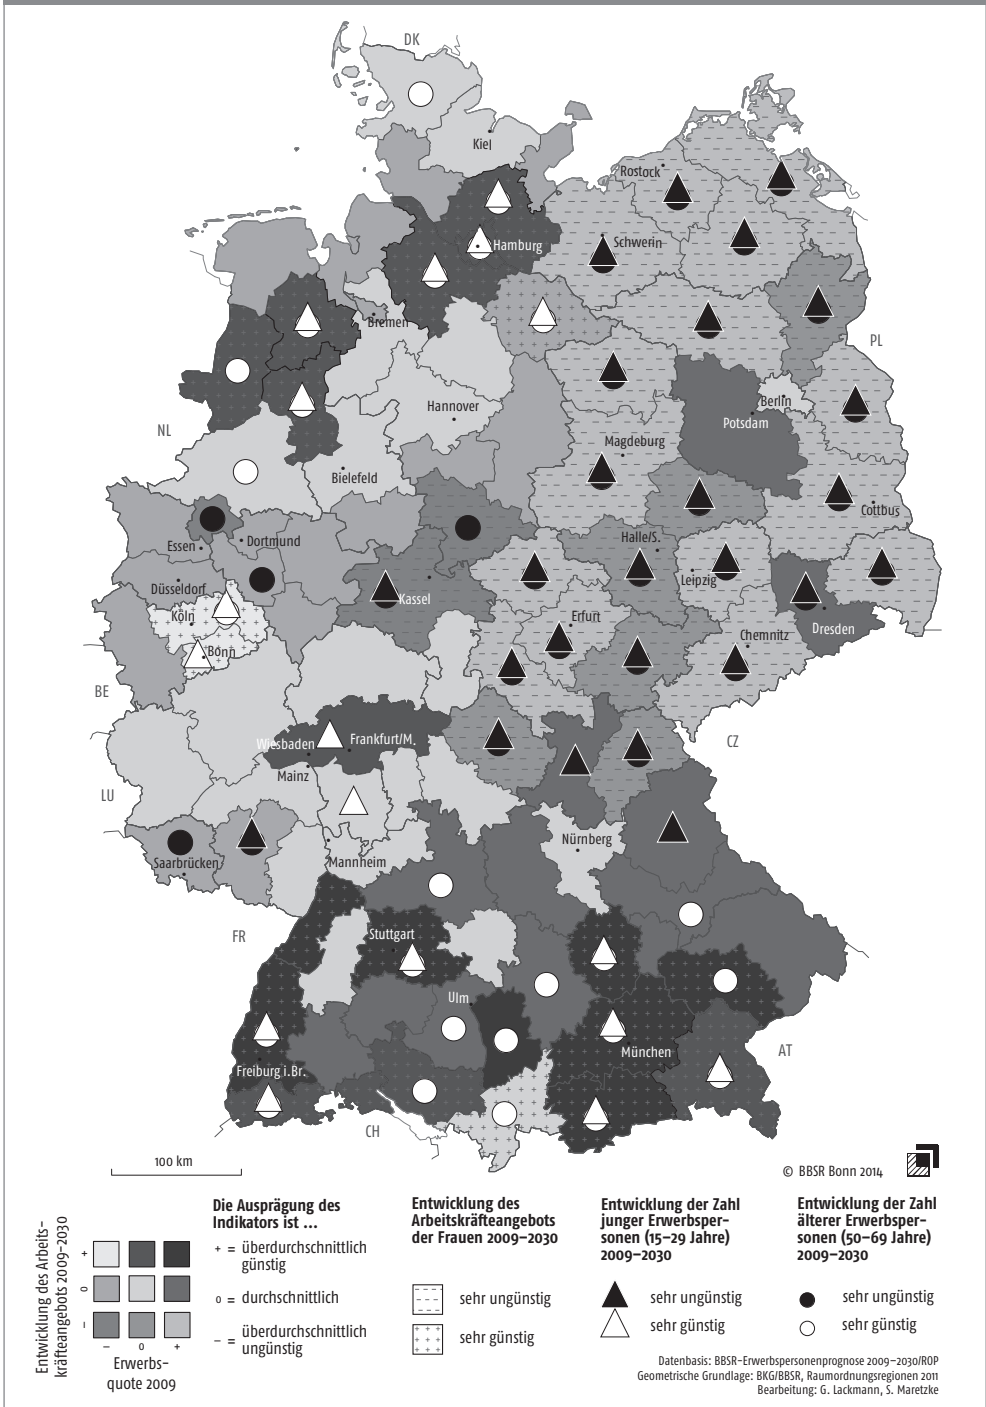 DK
Kiel
Rostock
Hamburg
Schwerin
Bremen
PL
Berlin
Potsdam
Hannover
NL
Magdeburg
Bielefeld
Cottbus
Essen
Dortmund
Halle/S.
Leipzig
Düsseldorf
Kassel
Köln
Erfurt
Dresden
Chemnitz
Bonn
BE
Wiesbaden
Frankfurt/M.
CZ
Mainz
LU
Nürnberg
Saarbrücken
Mannheim
FR
Stuttgart
Ulm
München
AT
Freiburg i.Br.
CH
100 km
© BBSR Bonn 2014
Entwicklung des Arbeits-
kräfteangebots 2009-2030
+
0
–
– 0 +
Erwerbs-
quote 2009
Die Ausprägung des
Indikators ist ...
+ = überdurchschnittlich
günstig
0 = durchschnittlich
– = überdurchschnittlich
ungünstig
Entwicklung des
Arbeitskräfteangebots
der Frauen 2009–2030
sehr ungünstig
sehr günstig
Entwicklung der Zahl
junger Erwerbsper-
sonen (15–29 Jahre)
2009–2030
sehr ungünstig
sehr günstig
Entwicklung der Zahl
älterer Erwerbsper-
sonen (50–69 Jahre)
2009–2030
sehr ungünstig
sehr günstig
Datenbasis: BBSR-Erwerbspersonenprognose 2009–2030/ROP
Geometrische Grundlage: BKG/BBSR, Raumordnungsregionen 2011
Bearbeitung: G. Lackmann, S. Maretzke